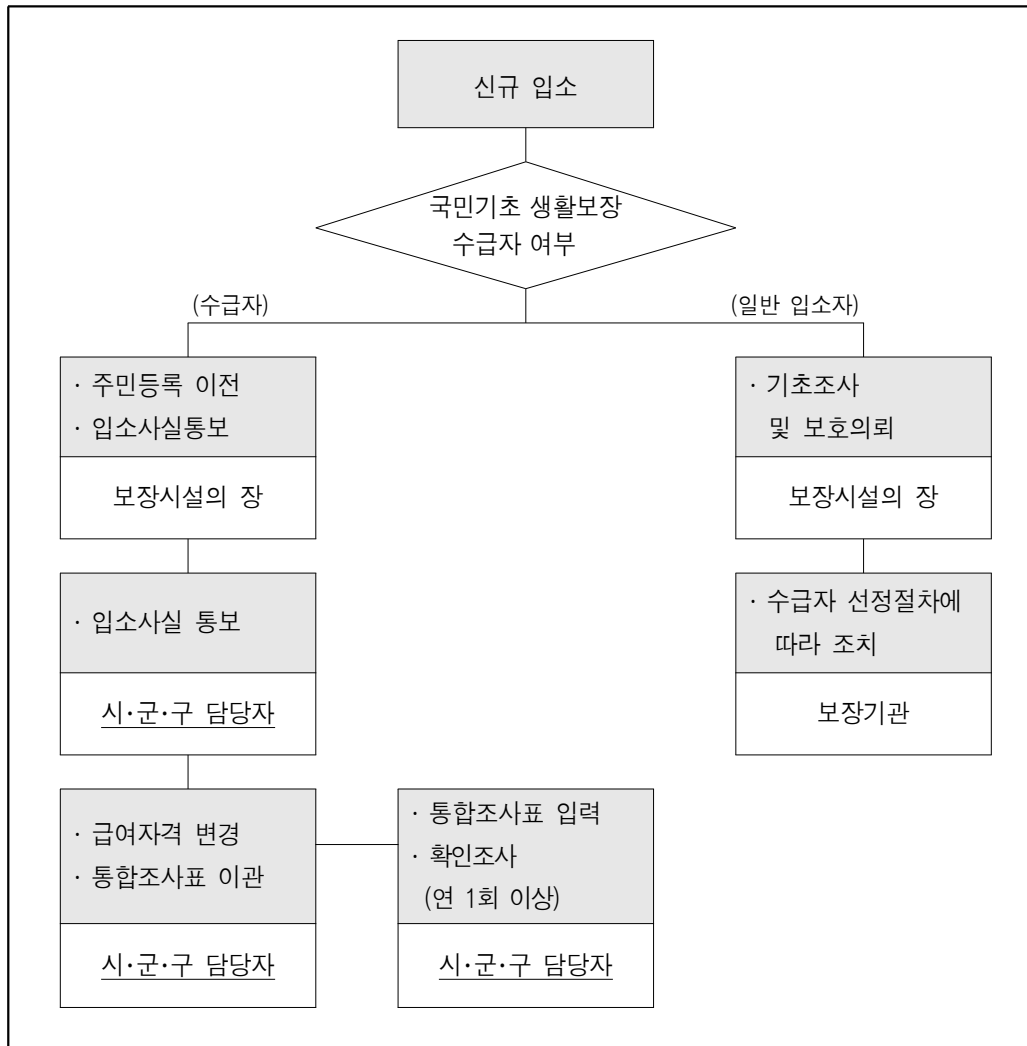 신규 입소
국민기초 생활보장
수급자 여부
(수급자)
(일반 입소자)
· 주민등록 이전
· 입소사실통보
보장시설의 장
· 기초조사
및 보호의뢰
보장시설의 장
· 입소사실 통보
시·군·구 담당자
· 수급자 선정절차에
따라 조치
보장기관
· 급여자격 변경
· 통합조사표 이관
시·군·구 담당자
· 통합조사표 입력
· 확인조사
(연 1회 이상)
시·군·구 담당자